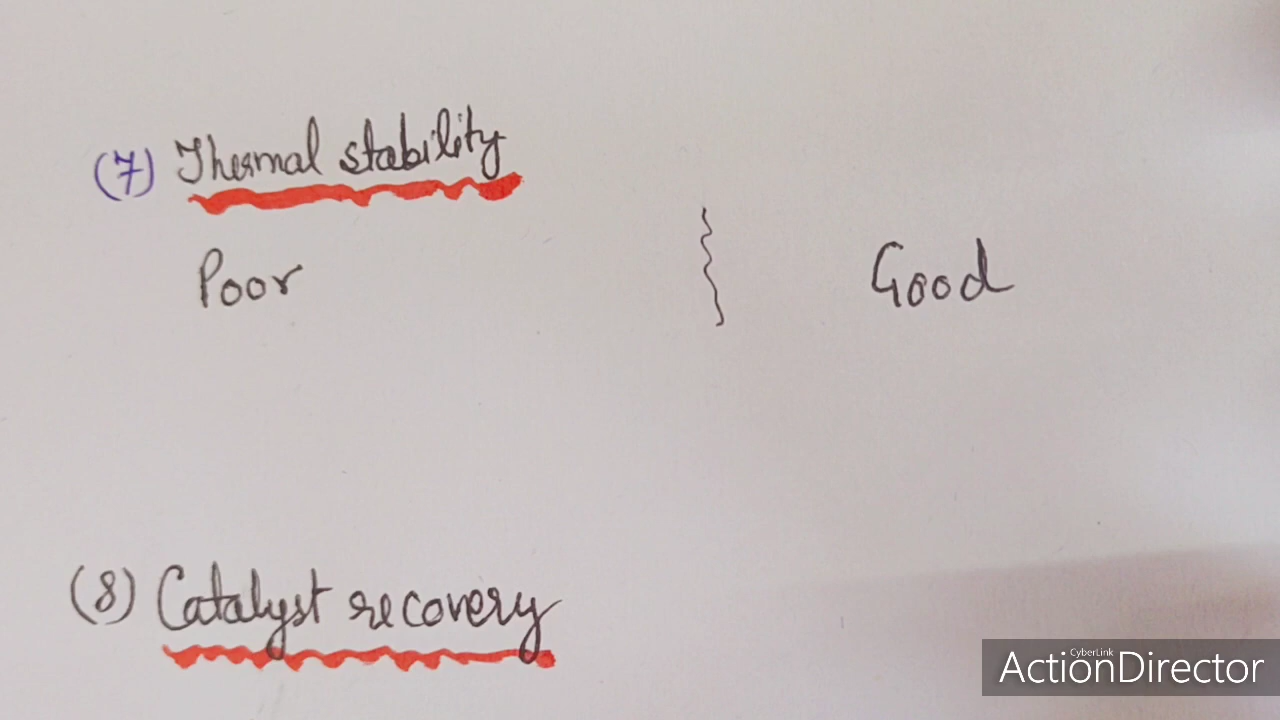 (7) Thermal stability
Poor
Good
(8) Catalyst recovery
CyberLink
ActionDirector